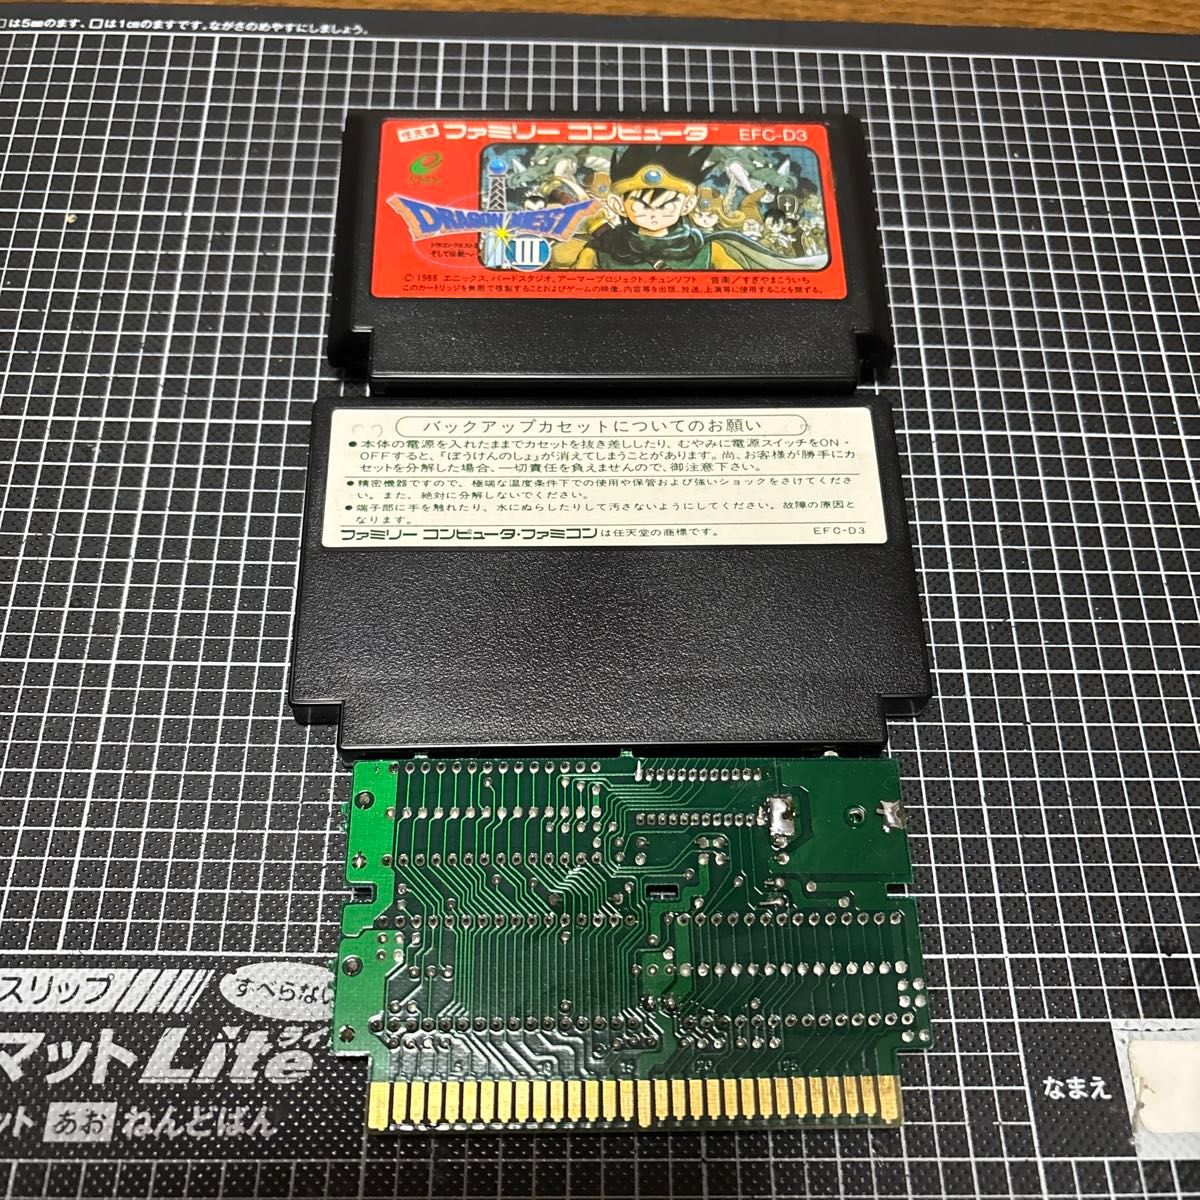 □は5㎜のます、□は1㎝のますです。ながさのめやすにしましょう。
ファミリー コンピュータ™ EFC-D3
DRAGON QUEST
III
そして伝説へ…
©1988 エニックス、バードスタジオ、アーマープロジェクト、チュンソフト 音楽/すぎやまこういち
このカートリッジを無断で複製することおよびゲームの映像、内容等を出版、放送、上演等に使用することを禁ずる。
バックアップカセットについてのお願い
●本体の電源を入れたままでカセットを抜き差ししたり、むやみに電源スイッチをON・
OFFすると、『ぼうけんのしょ』が消えてしまうことがあります。尚、お客様が勝手にカ
セットを分解した場合、一切責任を負えませんので、御注意下さい。
●精密機器ですので、極端な温度条件下での使用や保管および強いショックをさけてくださ
い。また、絶対に分解しないでください。
●端子部に手を触れたり、水にぬらしたりして汚さないようにしてください。故障の原因と
なります。
ファミリー コンピュータ・ファミコンは任天堂の商標です。 EFC-D3
スリップ すべらない
マットLite
ット あお ねんどばん
なまえ